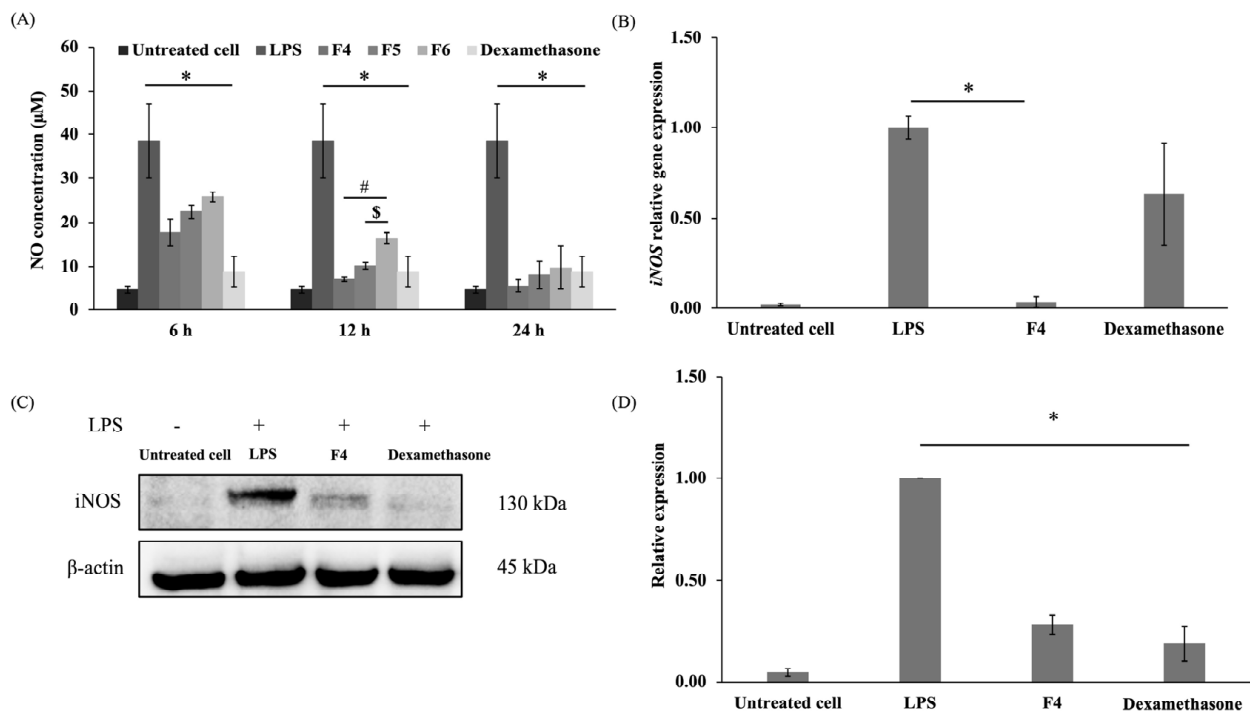 (A)
Untreated cell LPS F4 F5 F6 Dexamethasone
60
50
40
30
20
10
0
NO concentration (µM)
* * *
#
$
6 h 12 h 24 h
(B)
1.50
1.00
0.50
0.00
iNOS relative gene expression
*
Untreated cell LPS F4 Dexamethasone
(C)
LPS - + + +
Untreated cell LPS F4 Dexamethasone
iNOS 130 kDa
β-actin 45 kDa
(D)
1.50
1.00
0.50
0.00
Relative expression
*
Untreated cell LPS F4 Dexamethasone